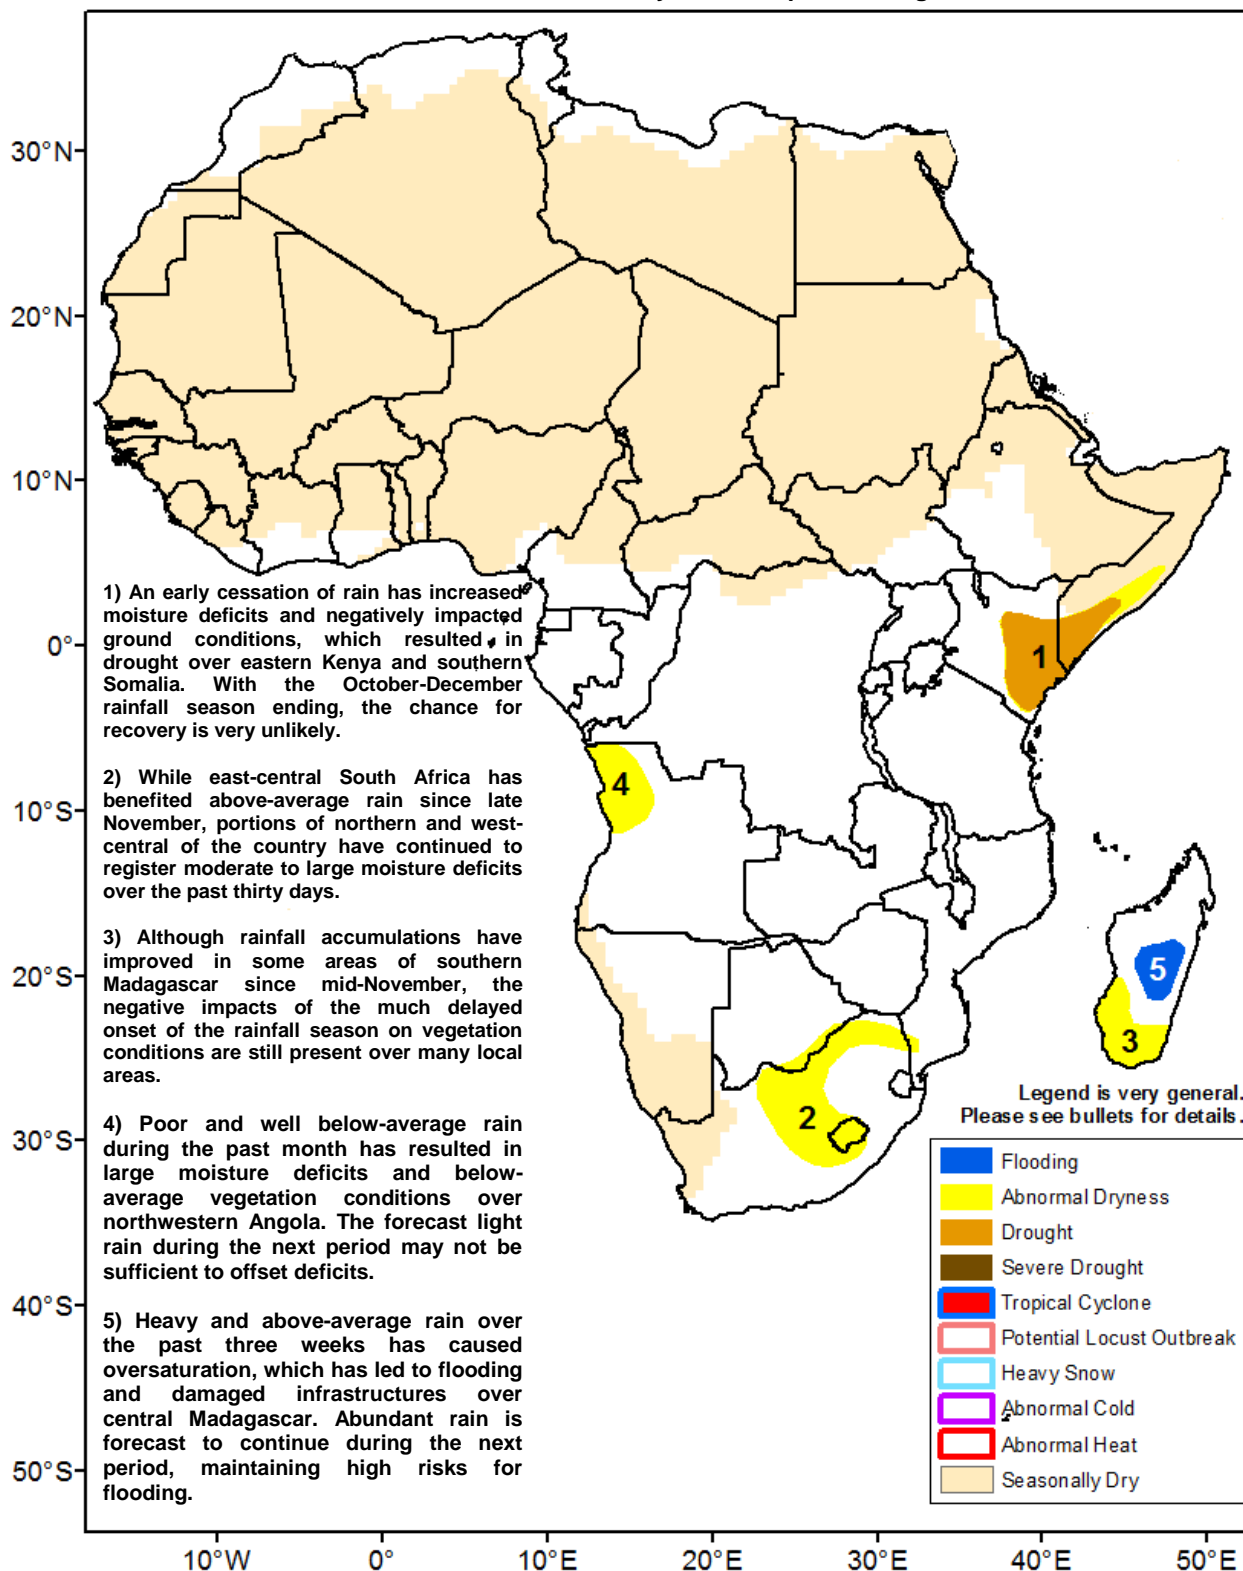 30°N
20°N
10°N
0°
10°S
20°S
30°S
40°S
50°S
10°W
0°
10°E
20°E
30°E
40°E
50°E
1
2
3
4
5
1) An early cessation of rain has increased
moisture deficits and negatively impacted
ground conditions, which resulted in
drought over eastern Kenya and southern
Somalia. With the October-December
rainfall season ending, the chance for
recovery is very unlikely.
2) While east-central South Africa has
benefited above-average rain since late
November, portions of northern and west-
central of the country have continued to
register moderate to large moisture deficits
over the past thirty days.
3) Although rainfall accumulations have
improved in some areas of southern
Madagascar since mid-November, the
negative impacts of the much delayed
onset of the rainfall season on vegetation
conditions are still present over many local
areas.
4) Poor and well below-average rain
during the past month has resulted in
large moisture deficits and below-
average vegetation conditions over
northwestern Angola. The forecast light
rain during the next period may not be
sufficient to offset deficits.
5) Heavy and above-average rain over
the past three weeks has caused
oversaturation, which has led to flooding
and damaged infrastructures over
central Madagascar. Abundant rain is
forecast to continue during the next
period, maintaining high risks for
flooding.
Legend is very general.
Please see bullets for details.
Flooding
Abnormal Dryness
Drought
Severe Drought
Tropical Cyclone
Potential Locust Outbreak
Heavy Snow
Abnormal Cold
Abnormal Heat
Seasonally Dry